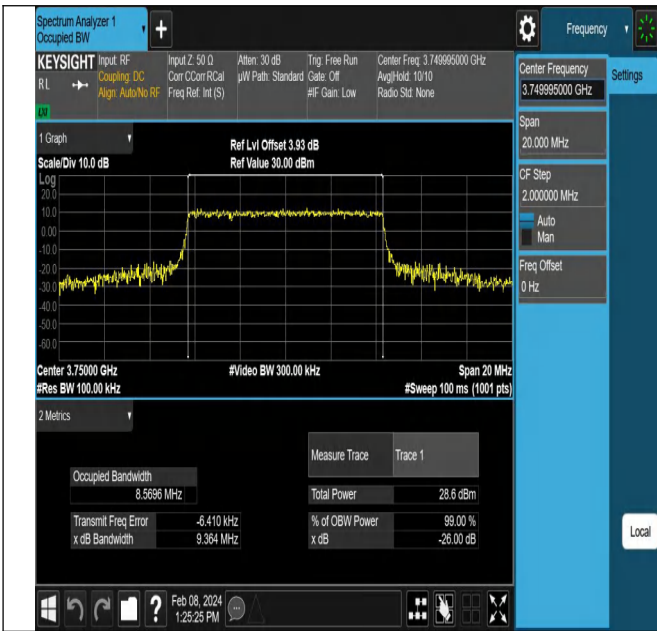 Spectrum Analyzer 1
Occupied BW
Frequency
KEYSIGHT
RL
Input: RF
Coupling: DC
Align: Auto/No RF
Input Z: 50 Ω
Corr CCorr RCal
Freq Ref: Int (S)
Atten: 30 dB
µW Path: Standard
Trig: Free Run
Gate: Off
#IF Gain: Low
Center Freq: 3.749995000 GHz
Avg|Hold: 10/10
Radio Std: None
Center Frequency
3.749995000 GHz
Settings
Span
20.000 MHz
CF Step
2.000000 MHz
Auto
Man
Freq Offset
0 Hz
1 Graph
Scale/Div 10.0 dB
Ref Lvl Offset 3.93 dB
Ref Value 30.00 dBm
Log
20.0
10.0
0.00
-10.0
-20.0
-30.0
-40.0
-50.0
-60.0
Center 3.75000 GHz
#Res BW 100.00 kHz
#Video BW 300.00 kHz
Span 20 MHz
#Sweep 100 ms (1001 pts)
2 Metrics
Measure Trace Trace 1
Occupied Bandwidth
8.5696 MHz
Total Power 28.6 dBm
Transmit Freq Error -6.410 kHz
% of OBW Power 99.00 %
x dB Bandwidth 9.364 MHz
x dB -26.00 dB
Local
Feb 08, 2024
1:25:25 PM